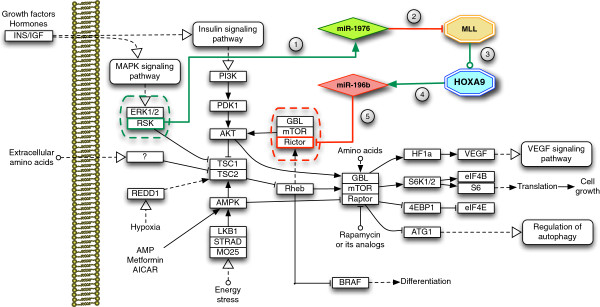 Growth factors
Hormones
INS/IGF
Insulin signaling
pathway
MAPK signaling
pathway
miR-1976
MLL
HOXA9
miR-196b
1
2
3
4
5
PI3K
PDK1
AKT
ERK1/2
RSK
GBL
mTOR
Rictor
Extracellular
amino acids
?
TSC1
TSC2
REDD1
Hypoxia
AMPK
AMP
Metformin
AICAR
LKB1
STRAD
MO25
Energy
stress
Rheb
Amino acids
GBL
mTOR
Raptor
Rapamycin
or its analogs
HF1a
VEGF
VEGF signaling
pathway
S6K1/2
eIF4B
S6
Translation
Cell
growth
4EBP1
eIF4E
ATG1
Regulation of
autophagy
BRAF
Differentiation